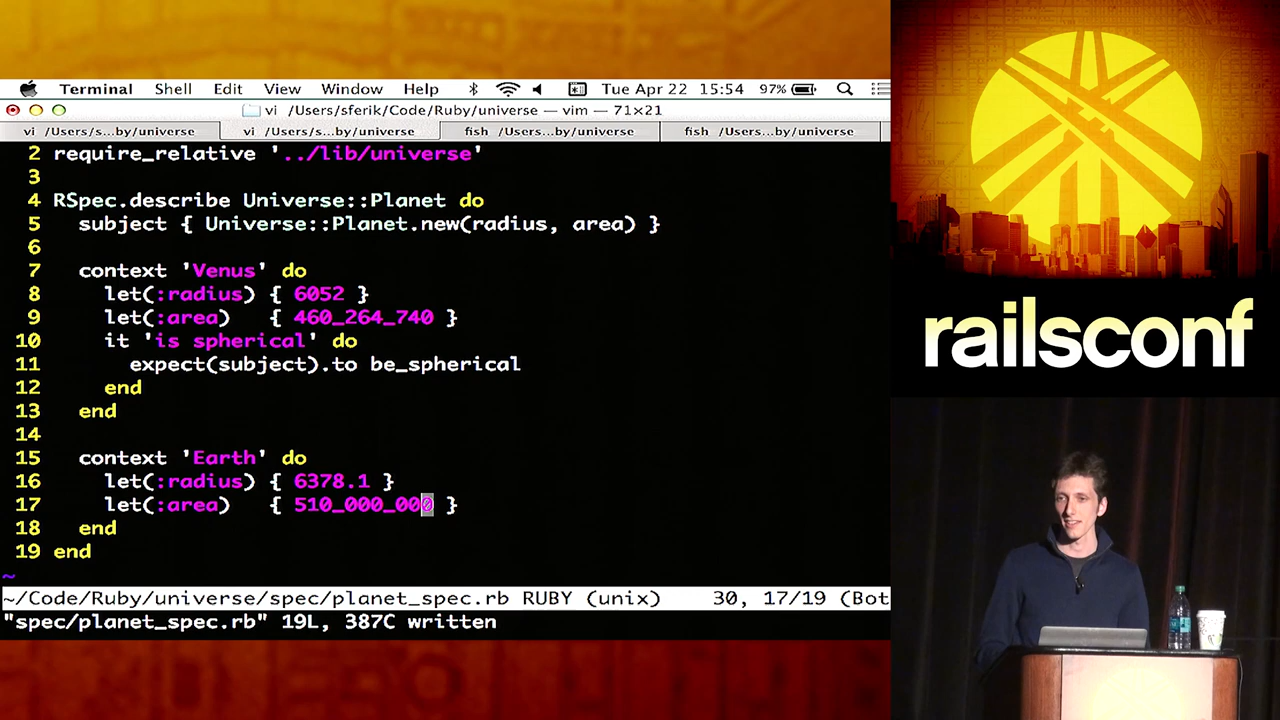 Terminal Shell Edit View Window Help Tue Apr 22 15:54 97%
vi /Users/sferik/Code/Ruby/universe — vim — 71×21
vi /Users/s...by/universe vi /Users/s...by/universe fish /Users...by/universe fish /Users...by/universe
2 require_relative '../lib/universe'
3
4 RSpec.describe Universe::Planet do
5 subject { Universe::Planet.new(radius, area) }
6
7 context 'Venus' do
8 let(:radius) { 6052 }
9 let(:area) { 460_264_740 }
10 it 'is spherical' do
11 expect(subject).to be_spherical
12 end
13 end
14
15 context 'Earth' do
16 let(:radius) { 6378.1 }
17 let(:area) { 510_000_000 }
18 end
19 end
~
~/Code/Ruby/universe/spec/planet_spec.rb RUBY (unix) 30, 17/19 (Bot
"spec/planet_spec.rb" 19L, 387C written
railsconf